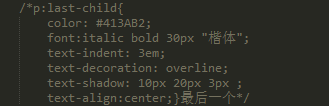 /*p:last-child{
color: #413AB2;
font:italic bold 30px "楷体";
text-indent: 3em;
text-decoration: overline;
text-shadow: 10px 20px 3px ;
text-align:center;}最后一个*/